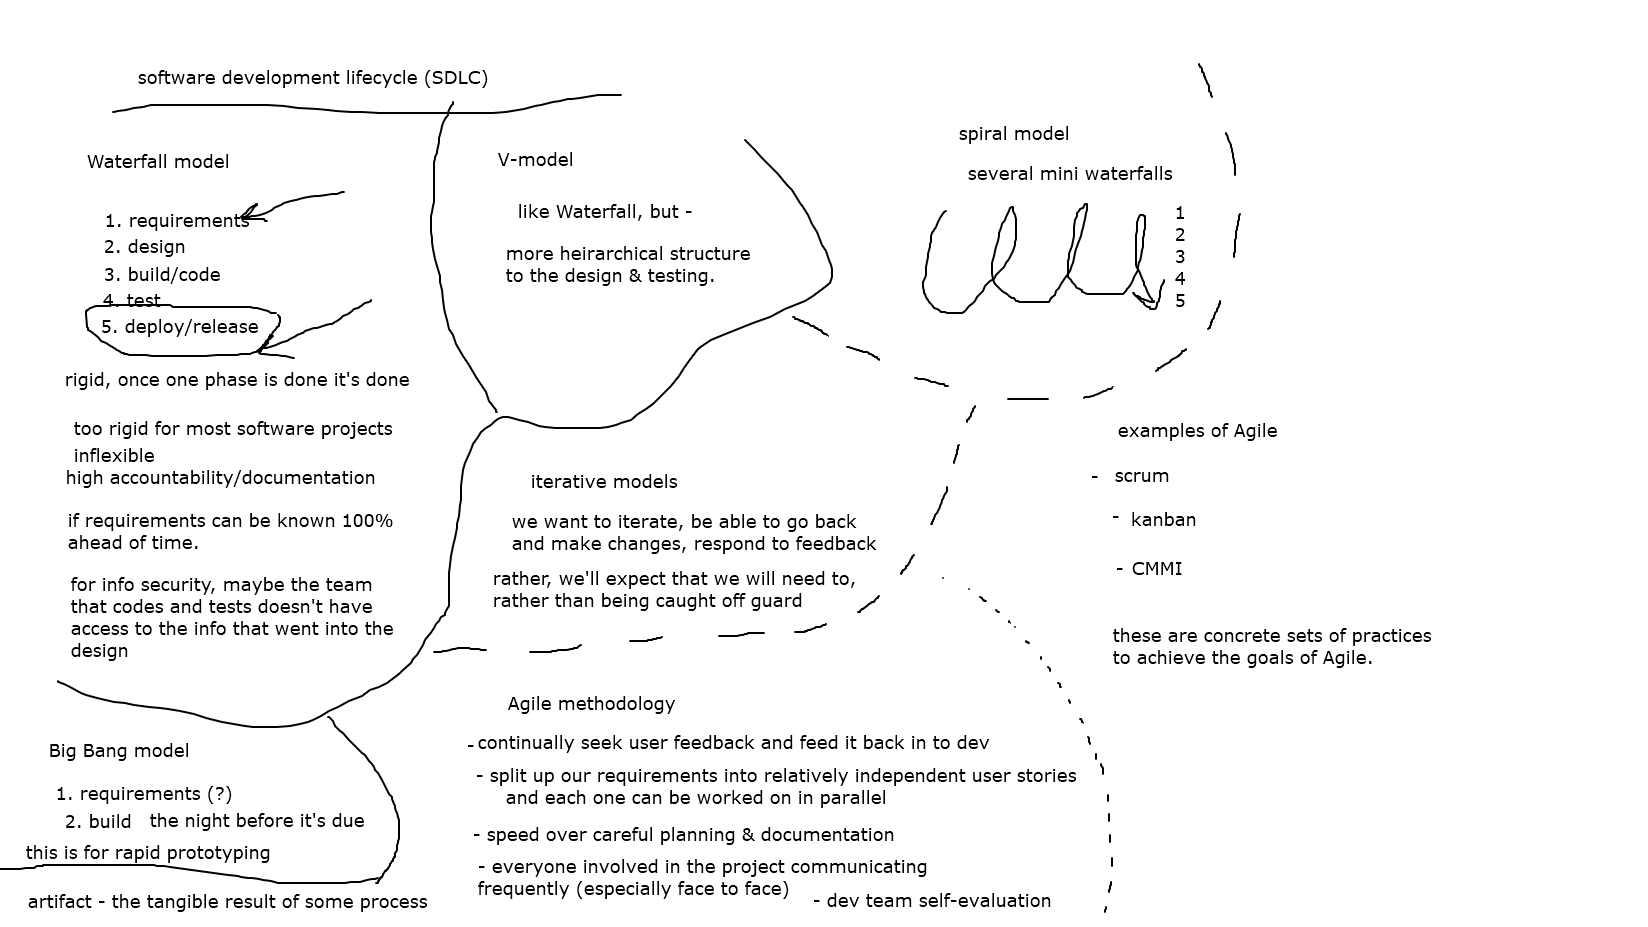 software development lifecycle (SDLC)
Waterfall model
1. requirements
2. design
3. build/code
4. test
5. deploy/release
rigid, once one phase is done it's done
too rigid for most software projects
inflexible
high accountability/documentation
if requirements can be known 100%
ahead of time.
for info security, maybe the team
that codes and tests doesn't have
access to the info that went into the
design
Big Bang model
1. requirements (?)
2. build   the night before it's due
this is for rapid prototyping
artifact - the tangible result of some process
V-model
like Waterfall, but -
more heirarchical structure
to the design & testing.
iterative models
we want to iterate, be able to go back
and make changes, respond to feedback
rather, we'll expect that we will need to,
rather than being caught off guard
Agile methodology
- continually seek user feedback and feed it back in to dev
- split up our requirements into relatively independent user stories
and each one can be worked on in parallel
- speed over careful planning & documentation
- everyone involved in the project communicating
frequently (especially face to face)
- dev team self-evaluation
spiral model
several mini waterfalls
1
2
3
4
5
examples of Agile
- scrum
- kanban
- CMMI
these are concrete sets of practices
to achieve the goals of Agile.